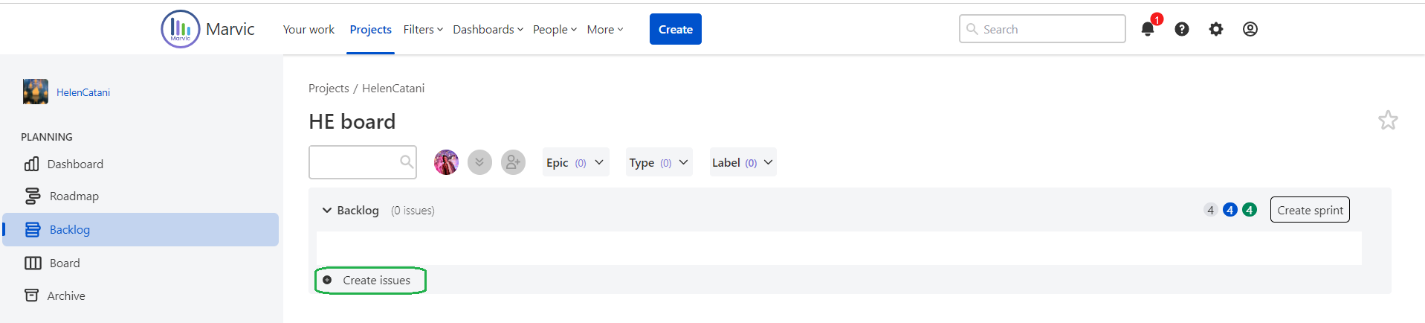 Marvic Marvic Your work Projects Filters Dashboards People More Create Search 1
HelenCatani
PLANNING
Dashboard
Roadmap
Backlog
Board
Archive
Projects / HelenCatani
HE board
Epic (0) Type (0) Label (0)
Backlog (0 issues) 4 4 4 Create sprint
Create issues